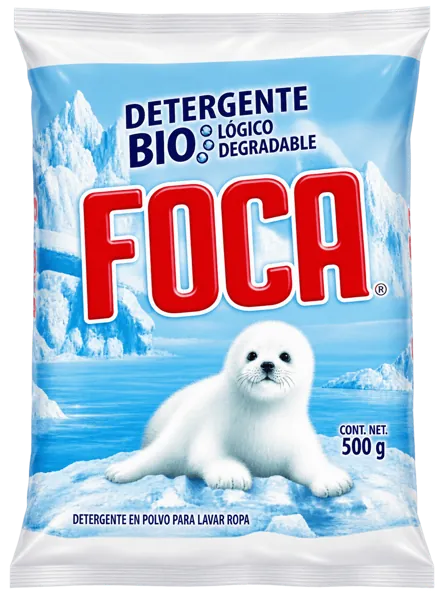 DETERGENTE
BIO LÓGICO
DEGRADABLE
FOCA®
CONT. NET.
500 g
DETERGENTE EN POLVO PARA LAVAR ROPA